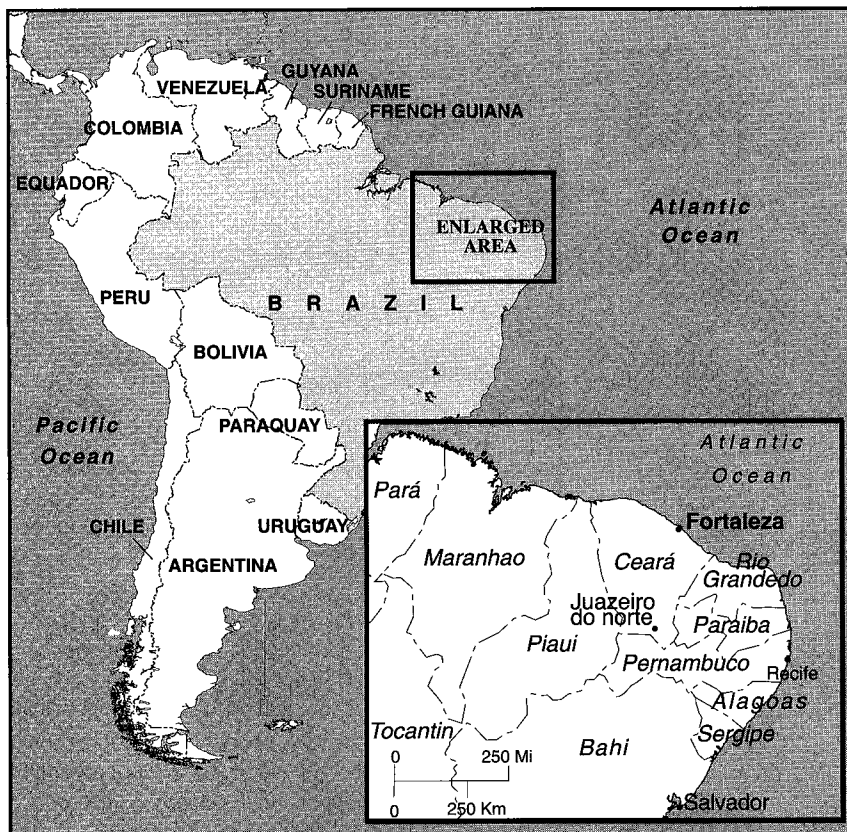 VENEZUELA
GUYANA
SURINAME
FRENCH GUIANA
COLOMBIA
EQUADOR
PERU
BRAZIL
ENLARGED
AREA
Atlantic
Ocean
BOLIVIA
PARAQUAY
Pacific
Ocean
CHILE
URUGUAY
ARGENTINA
Atlantic
Ocean
Pará
Maranhao
Ceará
Fortaleza
Rio
Grandedo
Juazeiro
do norte
Paraiba
Piaui
Pernambuco
Recife
Alagoas
Sergipe
Tocantin
Bahi
Salvador
0 250 Mi
0 250 Km